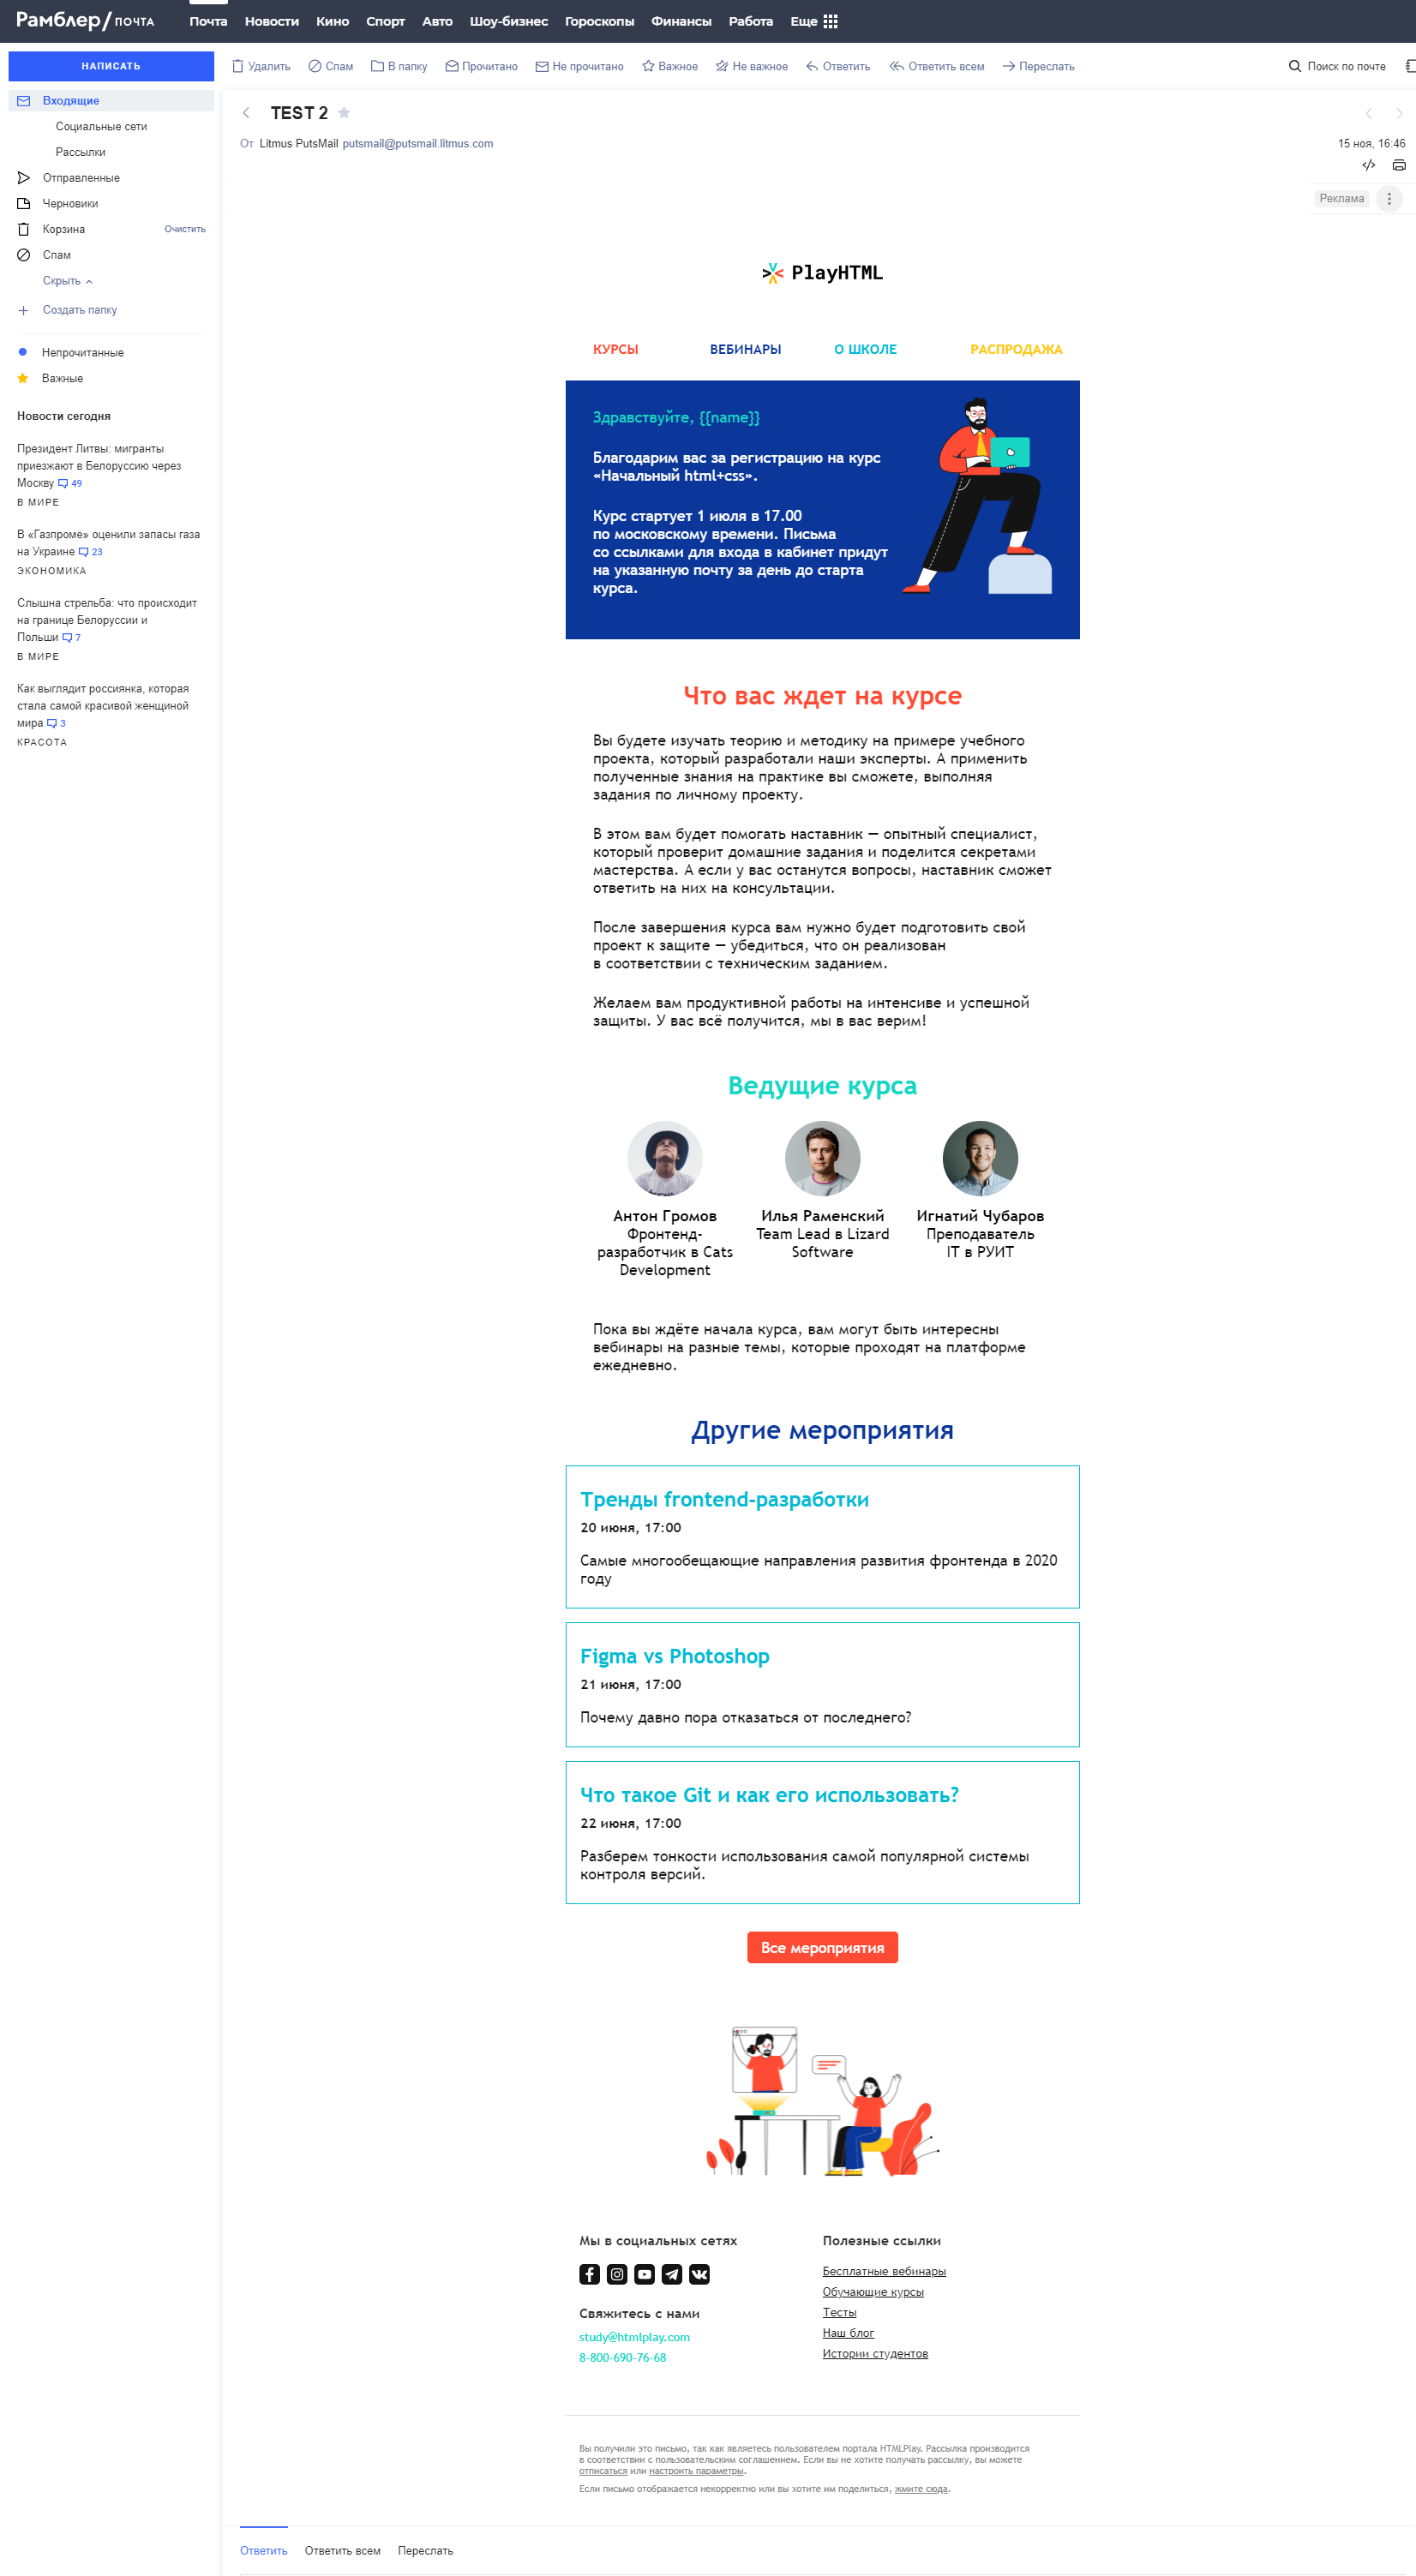 Рамблер/ПОЧТА
Почта Новости Кино Спорт Авто Шоу-бизнес Гороскопы Финансы Работа Еще
НАПИСАТЬ
Удалить Спам В папку Прочитано Не прочитано Важное Не важное Ответить Ответить всем Переслать Поиск по почте
Входящие
Социальные сети
Рассылки
Отправленные
Черновики
Корзина Очистить
Спам
Скрыть
Создать папку
Непрочитанные
Важные
Новости сегодня
Президент Литвы: мигранты
приезжают в Белоруссию через
Москву 49
В МИРЕ
В «Газпроме» оценили запасы газа
на Украине 23
ЭКОНОМИКА
Слышна стрельба: что происходит
на границе Белоруссии и
Польши 7
В МИРЕ
Как выглядит россиянка, которая
стала самой красивой женщиной
мира 3
КРАСОТА
TEST 2
От Litmus PutsMail putsmail@putsmail.litmus.com 15 ноя, 16:46
Реклама
PlayHTML
КУРСЫ ВЕБИНАРЫ О ШКОЛЕ РАСПРОДАЖА
Здравствуйте, {{name}}
Благодарим вас за регистрацию на курс
«Начальный html+css».
Курс стартует 1 июля в 17.00
по московскому времени. Письма
со ссылками для входа в кабинет придут
на указанную почту за день до старта
курса.
Что вас ждет на курсе
Вы будете изучать теорию и методику на примере учебного
проекта, который разработали наши эксперты. А применить
полученные знания на практике вы сможете, выполняя
задания по личному проекту.
В этом вам будет помогать наставник — опытный специалист,
который проверит домашние задания и поделится секретами
мастерства. А если у вас останутся вопросы, наставник сможет
ответить на них на консультации.
После завершения курса вам нужно будет подготовить свой
проект к защите — убедиться, что он реализован
в соответствии с техническим заданием.
Желаем вам продуктивной работы на интенсиве и успешной
защиты. У вас всё получится, мы в вас верим!
Ведущие курса
Антон Громов
Фронтенд-
разработчик в Cats
Development
Илья Раменский
Team Lead в Lizard
Software
Игнатий Чубаров
Преподаватель
IT в РУИТ
Пока вы ждёте начала курса, вам могут быть интересны
вебинары на разные темы, которые проходят на платформе
ежедневно.
Другие мероприятия
Тренды frontend-разработки
20 июня, 17:00
Самые многообещающие направления развития фронтенда в 2020
году
Figma vs Photoshop
21 июня, 17:00
Почему давно пора отказаться от последнего?
Что такое Git и как его использовать?
22 июня, 17:00
Разберем тонкости использования самой популярной системы
контроля версий.
Все мероприятия
Мы в социальных сетях
Свяжитесь с нами
study@htmlplay.com
8-800-690-76-68
Полезные ссылки
Бесплатные вебинары
Обучающие курсы
Тесты
Наш блог
Истории студентов
Вы получили это письмо, так как являетесь пользователем портала HTMLPlay. Рассылка производится
в соответствии с пользовательским соглашением. Если вы не хотите получать рассылку, вы можете
отписаться или настроить параметры.
Если письмо отображается некорректно или вы хотите им поделиться, жмите сюда.
Ответить Ответить всем Переслать